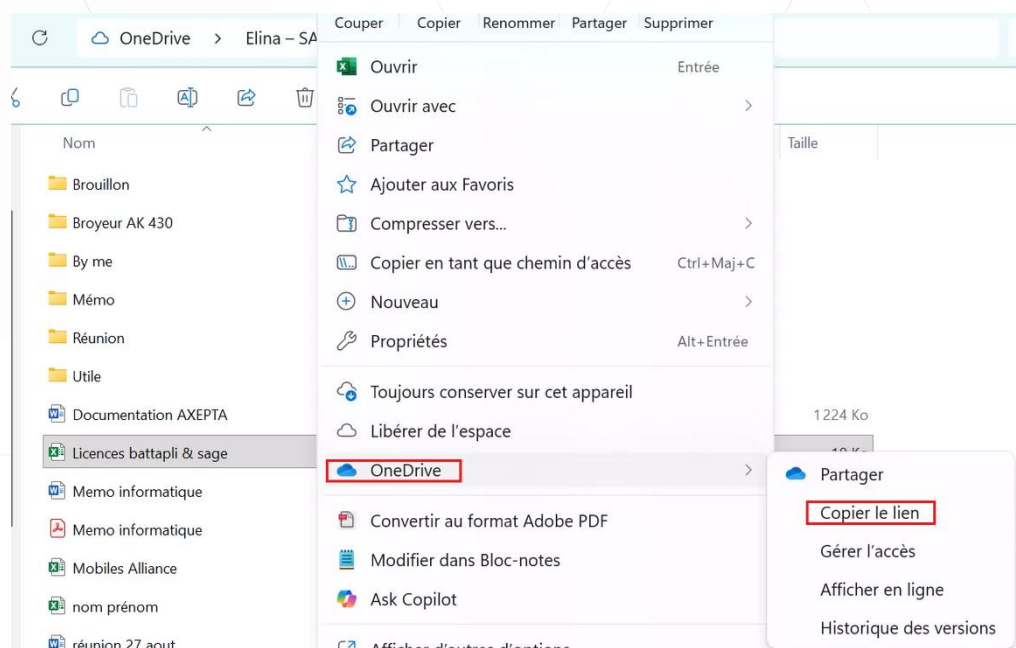 Couper Copier Renommer Partager Supprimer
OneDrive > Elina – SA
Ouvrir Entrée
Ouvrir avec
Partager
Ajouter aux Favoris
Compresser vers...
Copier en tant que chemin d'accès Ctrl+Maj+C
Nouveau
Propriétés Alt+Entrée
Toujours conserver sur cet appareil
Libérer de l'espace
OneDrive
Convertir au format Adobe PDF
Modifier dans Bloc-notes
Ask Copilot
Afficher d'autres d'options
Nom
Taille
Brouillon
Broyeur AK 430
By me
Mémo
Réunion
Utile
Documentation AXEPTA 1 224 Ko
Licences battapli & sage
Memo informatique
Memo informatique
Mobiles Alliance
nom prénom
réunion 27 aout
Partager
Copier le lien
Gérer l'accès
Afficher en ligne
Historique des versions